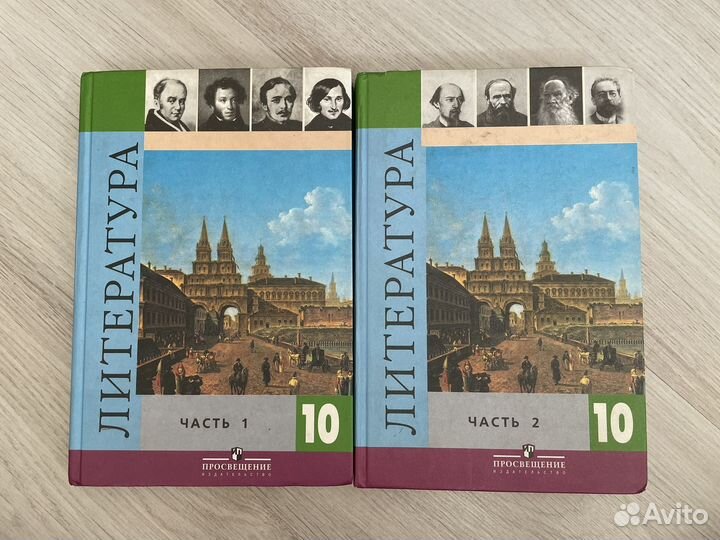 ЛИТЕРАТУРА
ЧАСТЬ 1
10
ПРОСВЕЩЕНИЕ
ИЗДАТЕЛЬСТВО
ЛИТЕРАТУРА
ЧАСТЬ 2
10
ПРОСВЕЩЕНИЕ
ИЗДАТЕЛЬСТВО
Avito